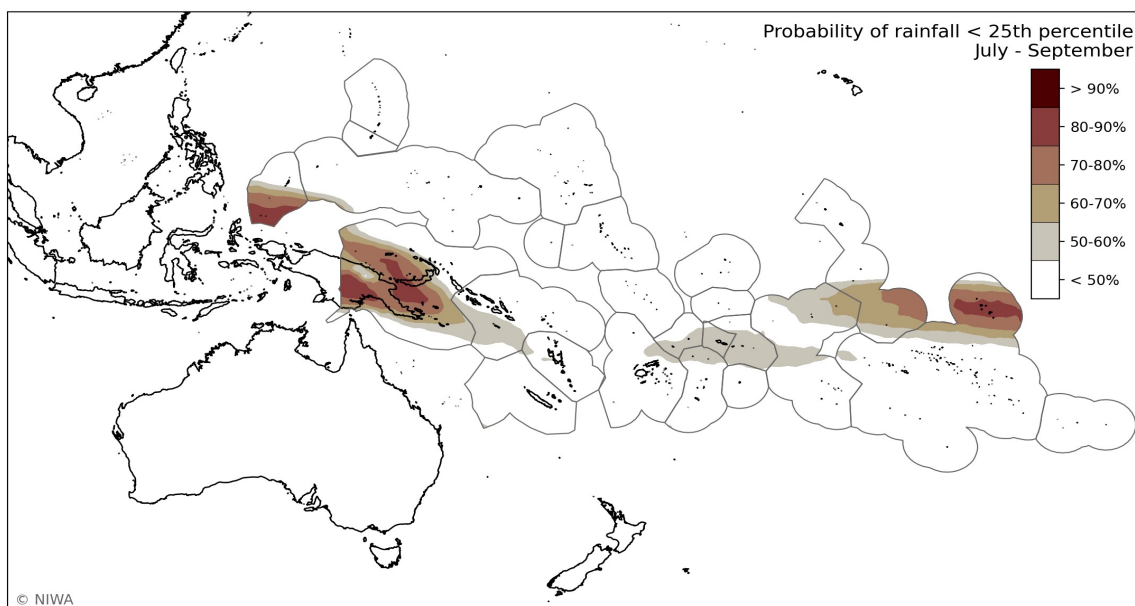 Probability of rainfall < 25th percentile
July - September
> 90%
80-90%
70-80%
60-70%
50-60%
< 50%
© NIWA